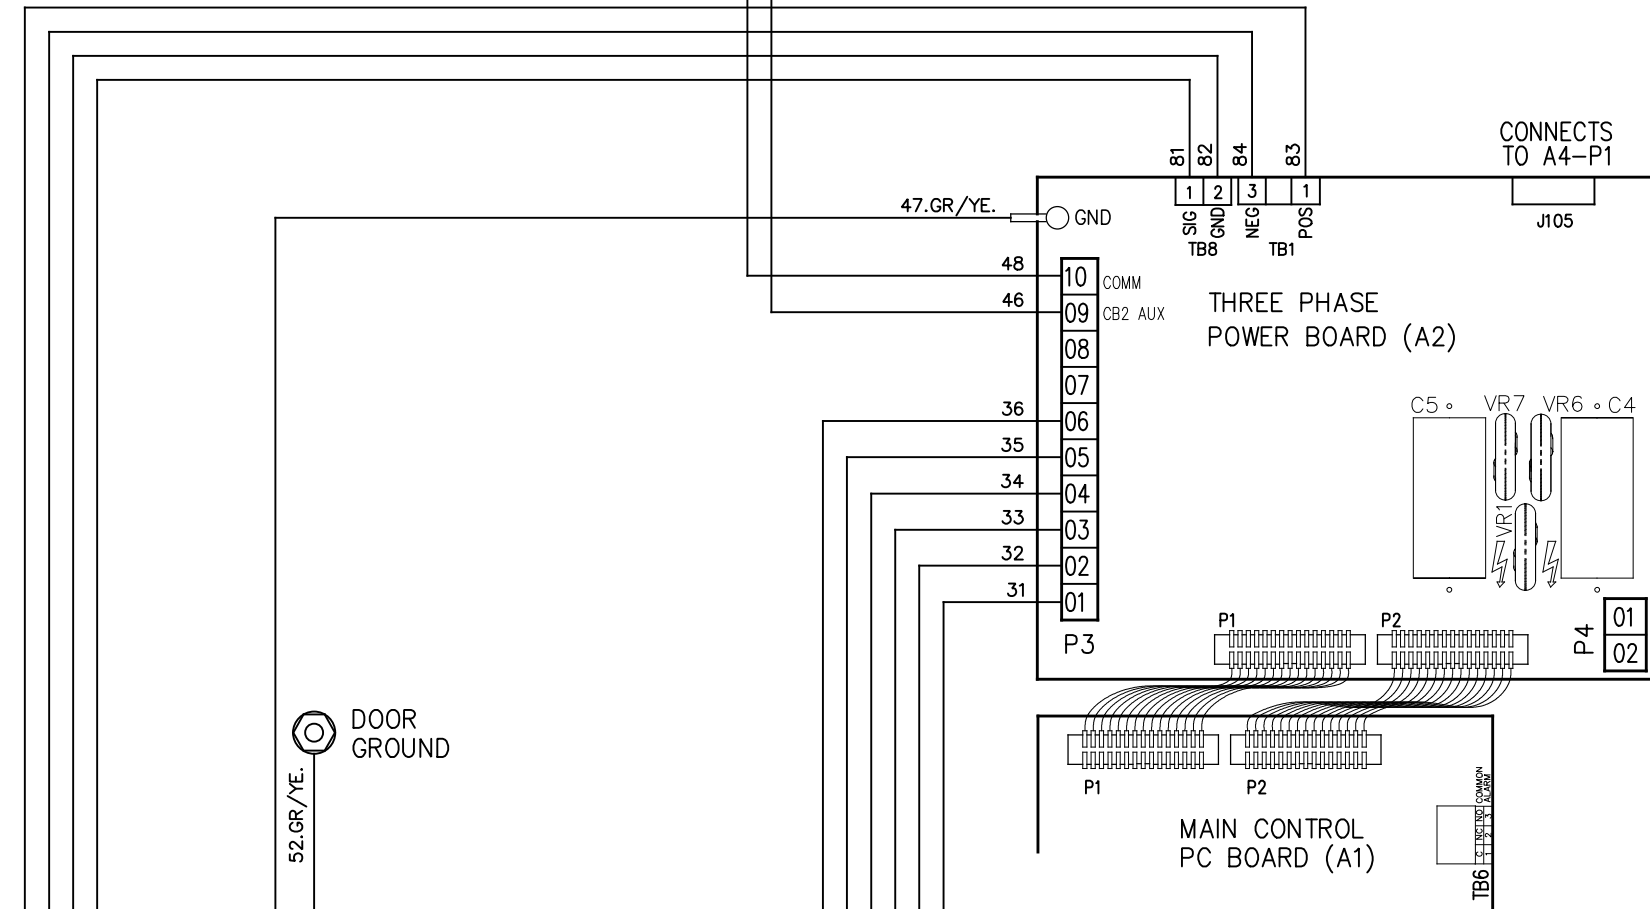 CONNECTS
TO A4-P1
81
82
84
83
1
2
3
1
SIG
GND
NEG
POS
TB8
TB1
J105
47.GR/YE.
GND
48
10
COMM
46
09
CB2 AUX
08
07
36
06
35
05
34
04
33
03
32
02
31
01
P3
THREE PHASE
POWER BOARD (A2)
C5
VR7
VR6
C4
VR1
P1
P2
P4
01
02
DOOR
GROUND
52.GR/YE.
P1
P2
MAIN CONTROL
PC BOARD (A1)
C NC NO COMMON
1 2 3 ALARM
TB6